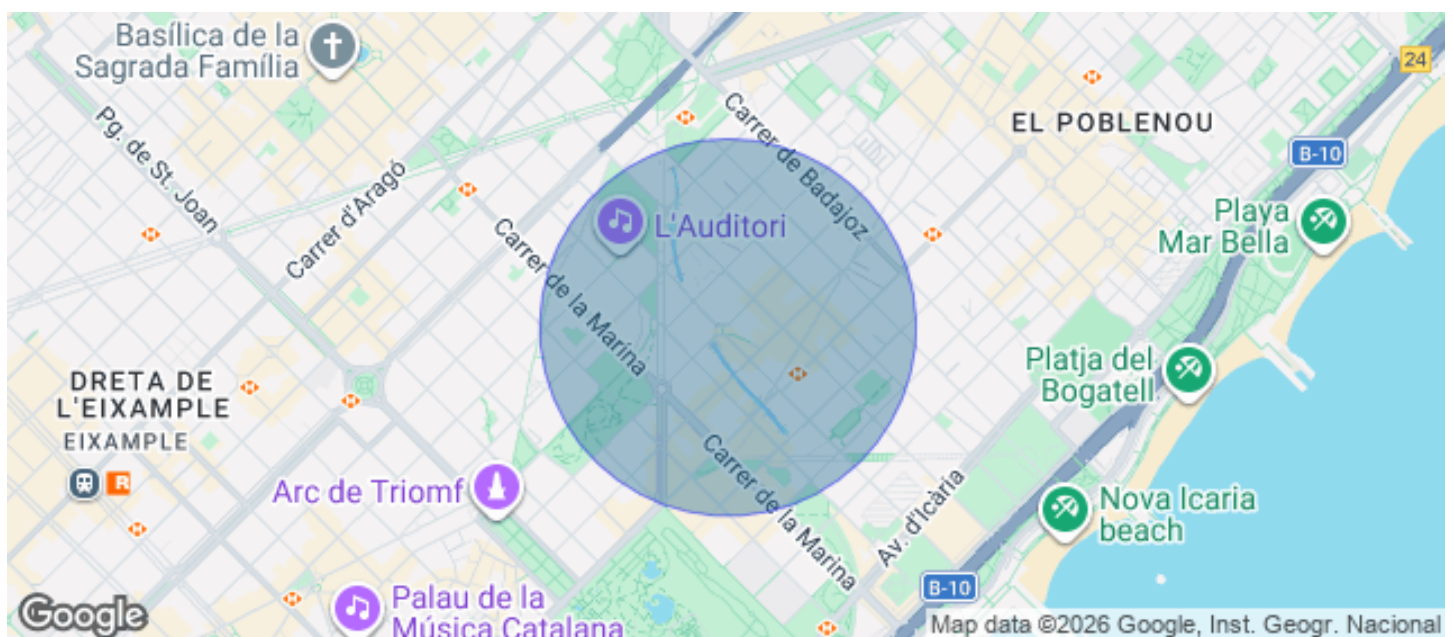 Basílica de la
Sagrada Família
24
Carrer de Badajoz
EL POBLENOU
B-10
Pg. de St. Joan
Carrer d'Aragó
L'Auditori
Playa
Mar Bella
Carrer de la Marina
Platja del
Bogatell
DRETA DE
L'EIXAMPLE
EIXAMPLE
R
Arc de Triomf
Carrer de la Marina
Av. d'Icària
Nova Icaria
beach
B-10
Palau de la
Música Catalana
Google
Map data ©2026 Google, Inst. Geogr. Nacional